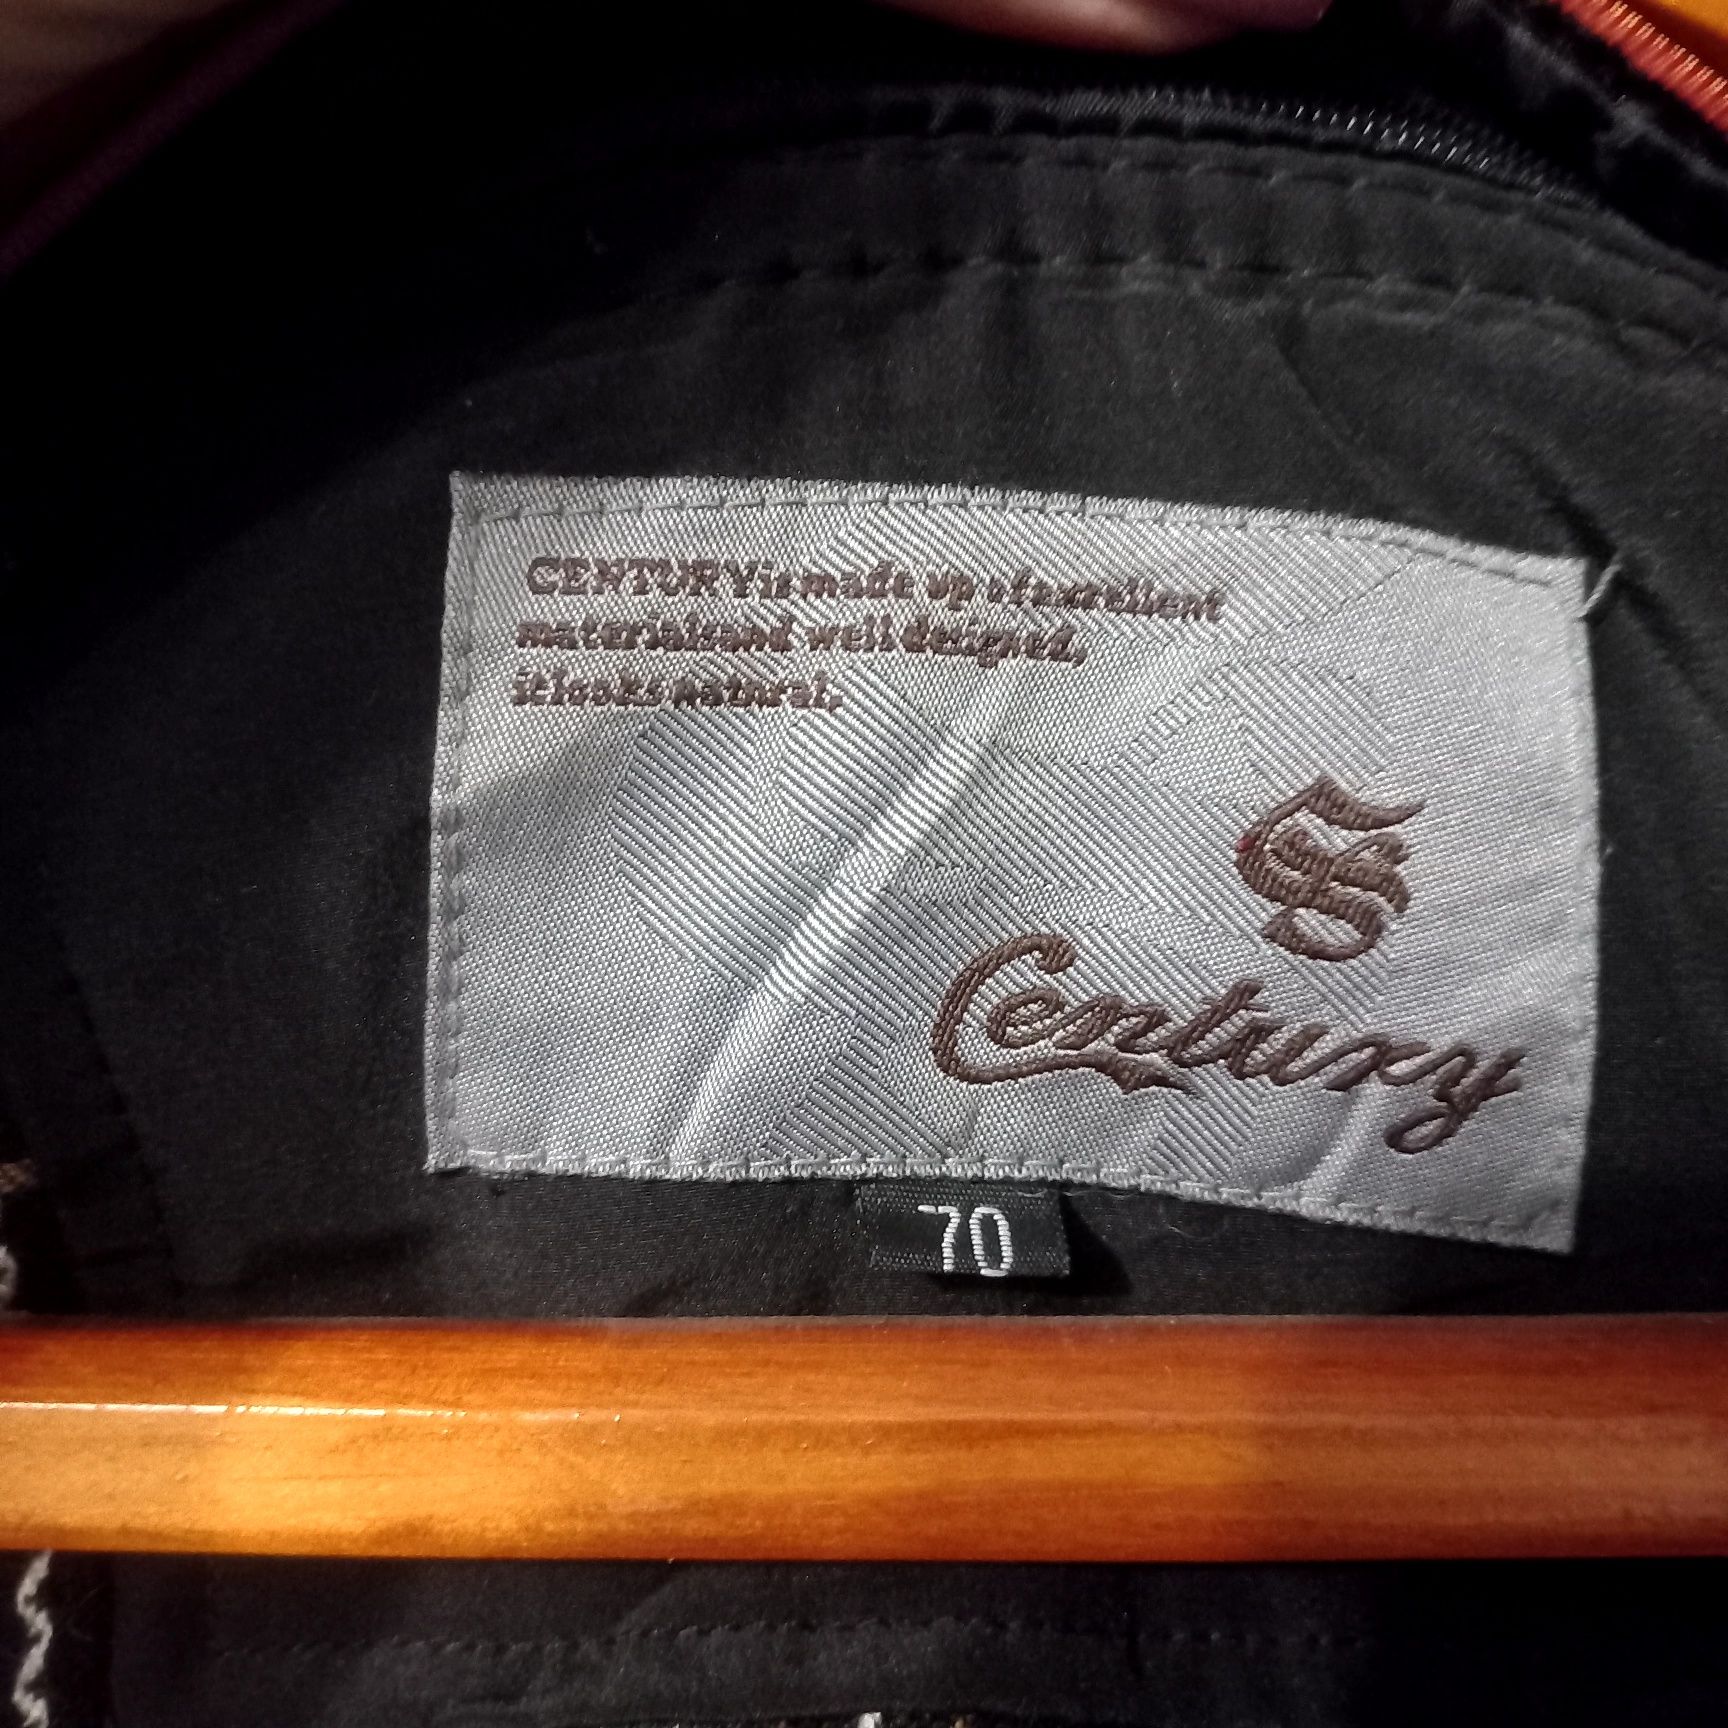 CENTURY is made up of excellent
materials and well designed,
it looks natural.
Century
70